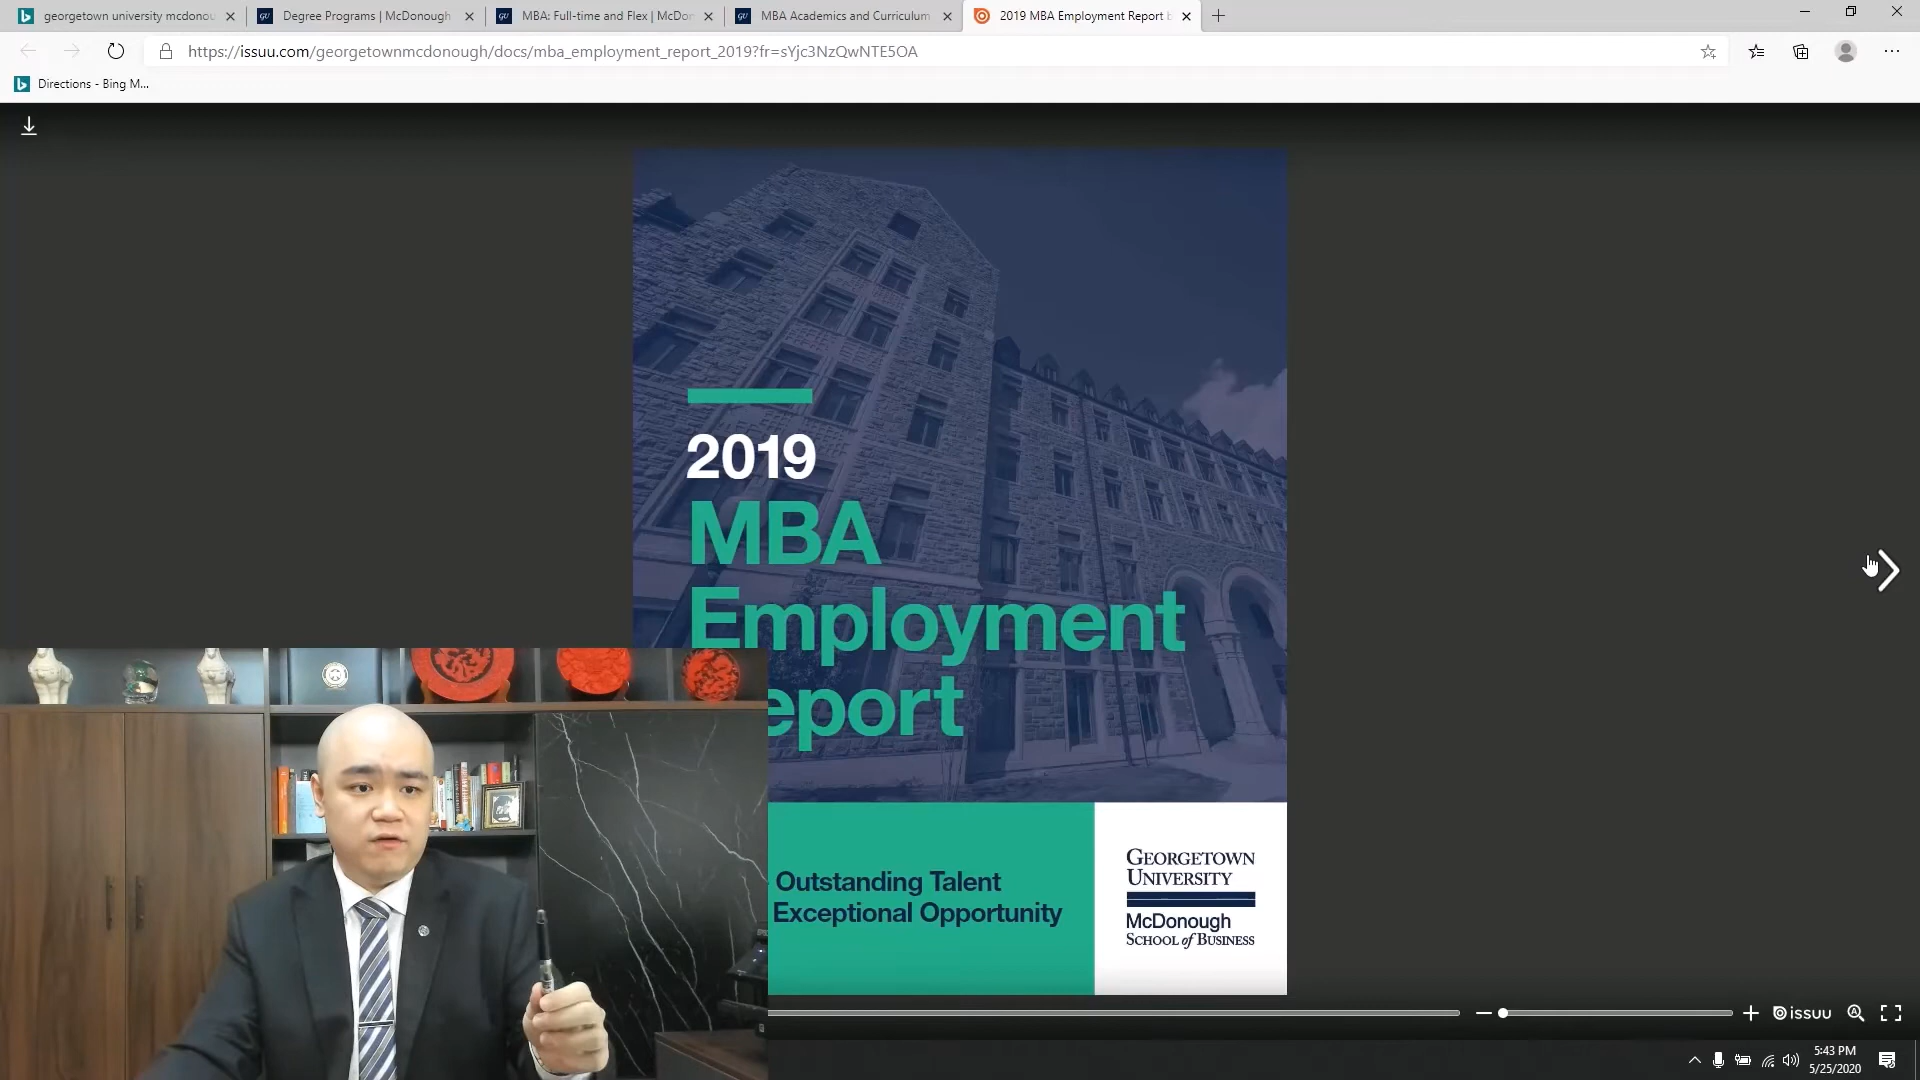 georgetown university mcdonou
Degree Programs | McDonough
MBA: Full-time and Flex | McDon
MBA Academics and Curriculum
2019 MBA Employment Report b
https://issuu.com/georgetownmcdonough/docs/mba_employment_report_2019?fr=sYjc3NzQwNTE5OA
Directions - Bing M...
2019
MBA
Employment
eport
Outstanding Talent
Exceptional Opportunity
GEORGETOWN
UNIVERSITY
McDonough
SCHOOL of BUSINESS
issuu
5:43 PM
5/25/2020